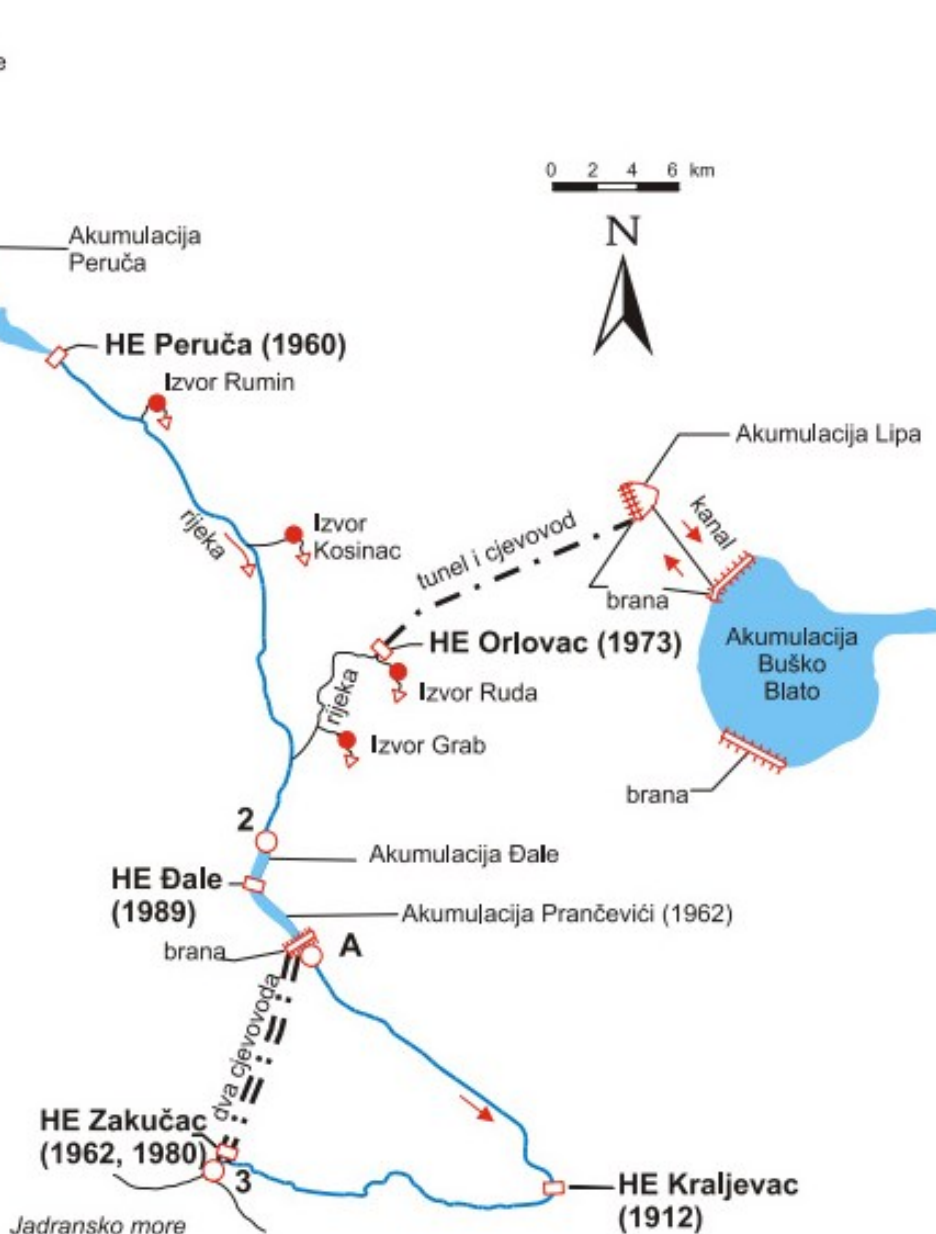 e
0 2 4 6 km
N
Akumulacija
Peruča
HE Peruča (1960)
Izvor Rumin
Akumulacija Lipa
rijeka
Izvor
Kosinac
tunel i cjevovod
kanal
brana
HE Orlovac (1973)
Akumulacija
Buško
Blato
rijeka
Izvor Ruda
Izvor Grab
brana
2
Akumulacija Đale
HE Đale
(1989)
Akumulacija Prančevići (1962)
brana
A
dva cjevovoda
HE Zakučac
(1962, 1980)
3
HE Kraljevac
(1912)
Jadransko more